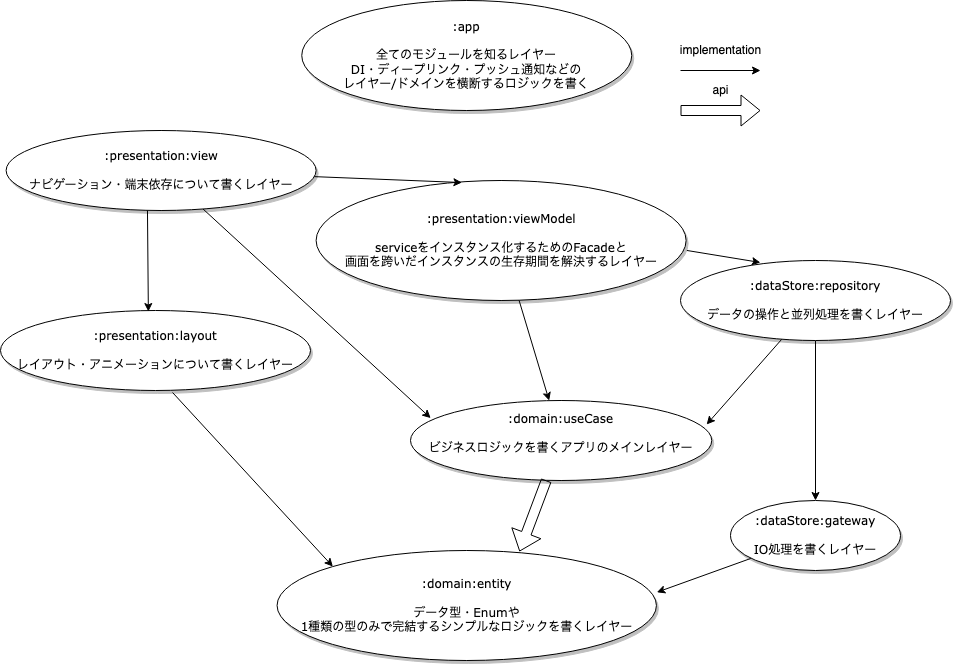 :app
全てのモジュールを知るレイヤー
DI・ディープリンク・プッシュ通知などの
レイヤー/ドメインを横断するロジックを書く
implementation
api
:presentation:view
ナビゲーション・端末依存について書くレイヤー
:presentation:viewModel
serviceをインスタンス化するためのFacadeと
画面を跨いだインスタンスの生存期間を解決するレイヤー
:dataStore:repository
データの操作と並列処理を書くレイヤー
:presentation:layout
レイアウト・アニメーションについて書くレイヤー
:domain:useCase
ビジネスロジックを書くアプリのメインレイヤー
:dataStore:gateway
IO処理を書くレイヤー
:domain:entity
データ型・Enumや
1種類の型のみで完結するシンプルなロジックを書くレイヤー